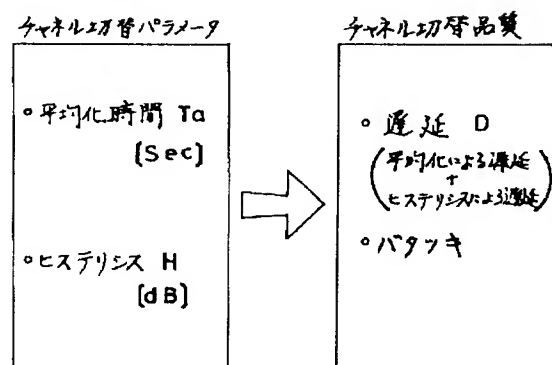 チャネル切替パラメータ
チャネル切替品質
○平均化時間 Ta
[Sec]
○ヒステリシス H
[dB]
○遅延 D
(平均化による遅延
+
ヒステリシスによる遅延)
○バタツキ